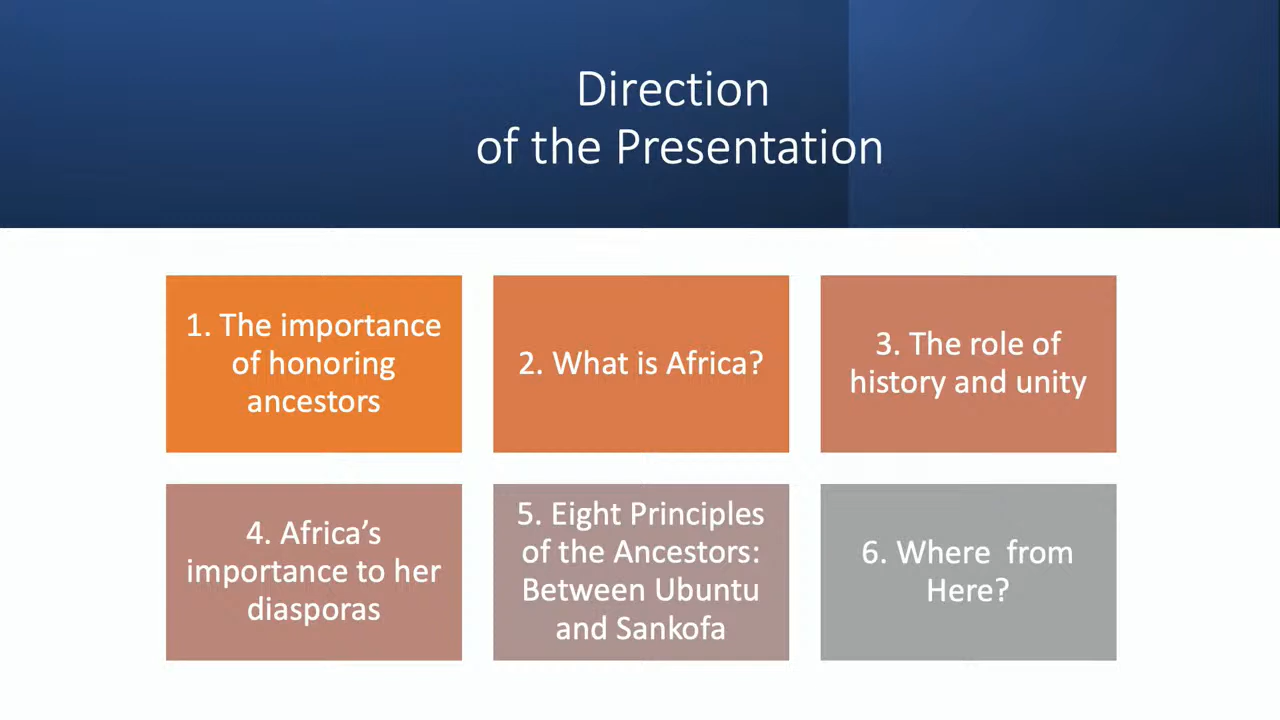 Direction
of the Presentation
1. The importance
of honoring
ancestors
2. What is Africa?
3. The role of
history and unity
4. Africa’s
importance to her
diasporas
5. Eight Principles
of the Ancestors:
Between Ubuntu
and Sankofa
6. Where  from
Here?